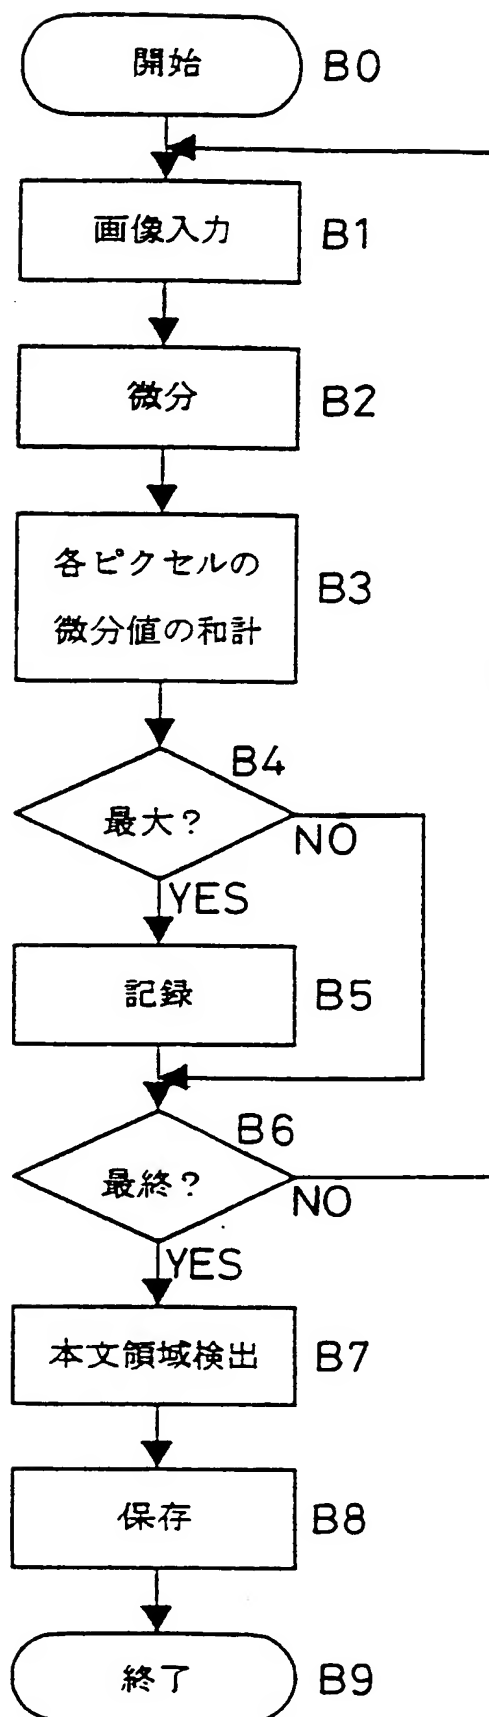 開始 B0
画像入力 B1
微分 B2
各ピクセルの
B3
微分値の和計
B4
最大?
NO
YES
記録 B5
B6
最終?
NO
YES
本文領域検出 B7
保存 B8
終了 B9